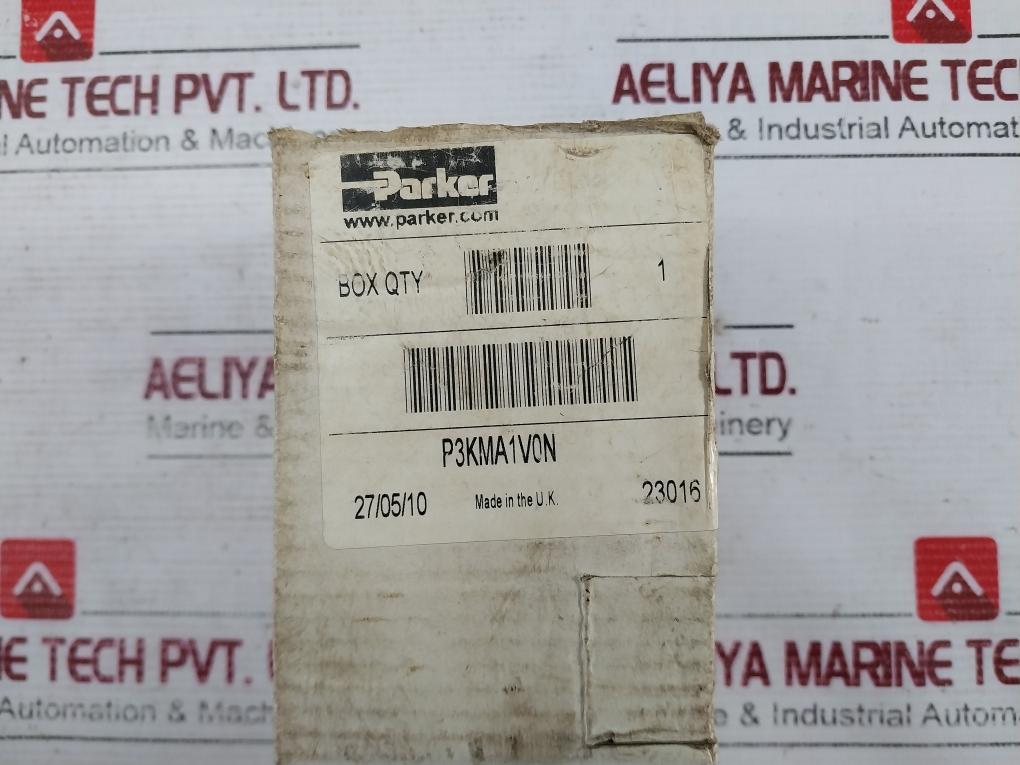 NE TECH PVT. LTD.
l Automation & Mac
AELIYA MARINE TEC
& Industrial Automat
Parker
www.parker.com
BOX QTY 1
P3KMA1V0N
27/05/10 Made in the U.K. 23016
AELIYA LTD.
Marine & inery
E TECH PVT.
Automation & Mach
YA MARINE TE
& Industrial Autom